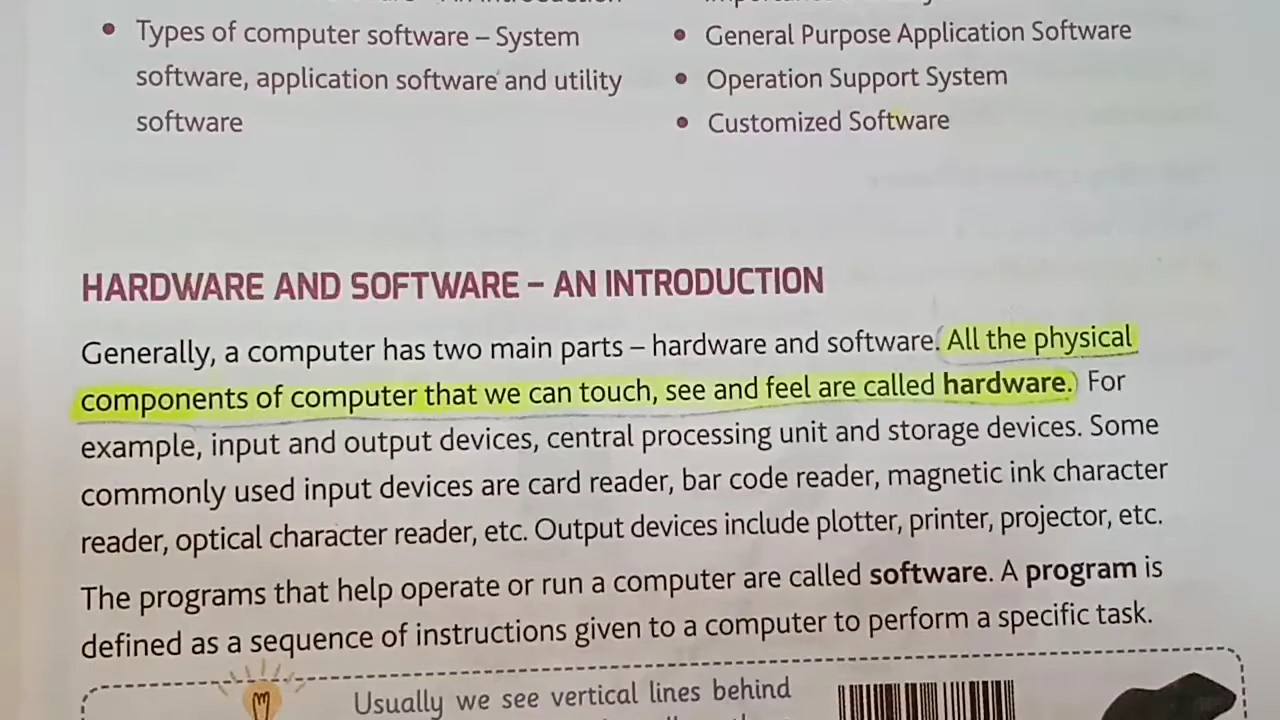 • Types of computer software – System
software, application software and utility
software
• General Purpose Application Software
• Operation Support System
• Customized Software
HARDWARE AND SOFTWARE – AN INTRODUCTION
Generally, a computer has two main parts – hardware and software. All the physical
components of computer that we can touch, see and feel are called hardware. For
example, input and output devices, central processing unit and storage devices. Some
commonly used input devices are card reader, bar code reader, magnetic ink character
reader, optical character reader, etc. Output devices include plotter, printer, projector, etc.
The programs that help operate or run a computer are called software. A program is
defined as a sequence of instructions given to a computer to perform a specific task.
Usually we see vertical lines behind